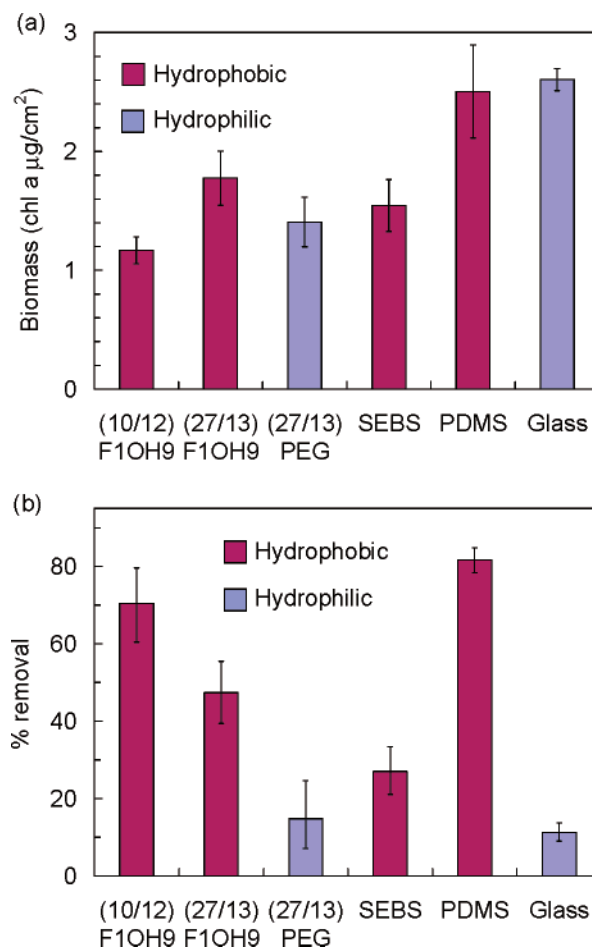 (a)
3
2
1
0
Biomass (chl a μg/cm²)
Hydrophobic
Hydrophilic
(10/12) (27/13) (27/13) SEBS PDMS Glass
F1OH9 F1OH9 PEG
(b)
80
60
40
20
0
% removal
Hydrophobic
Hydrophilic
(10/12) (27/13) (27/13) SEBS PDMS Glass
F1OH9 F1OH9 PEG